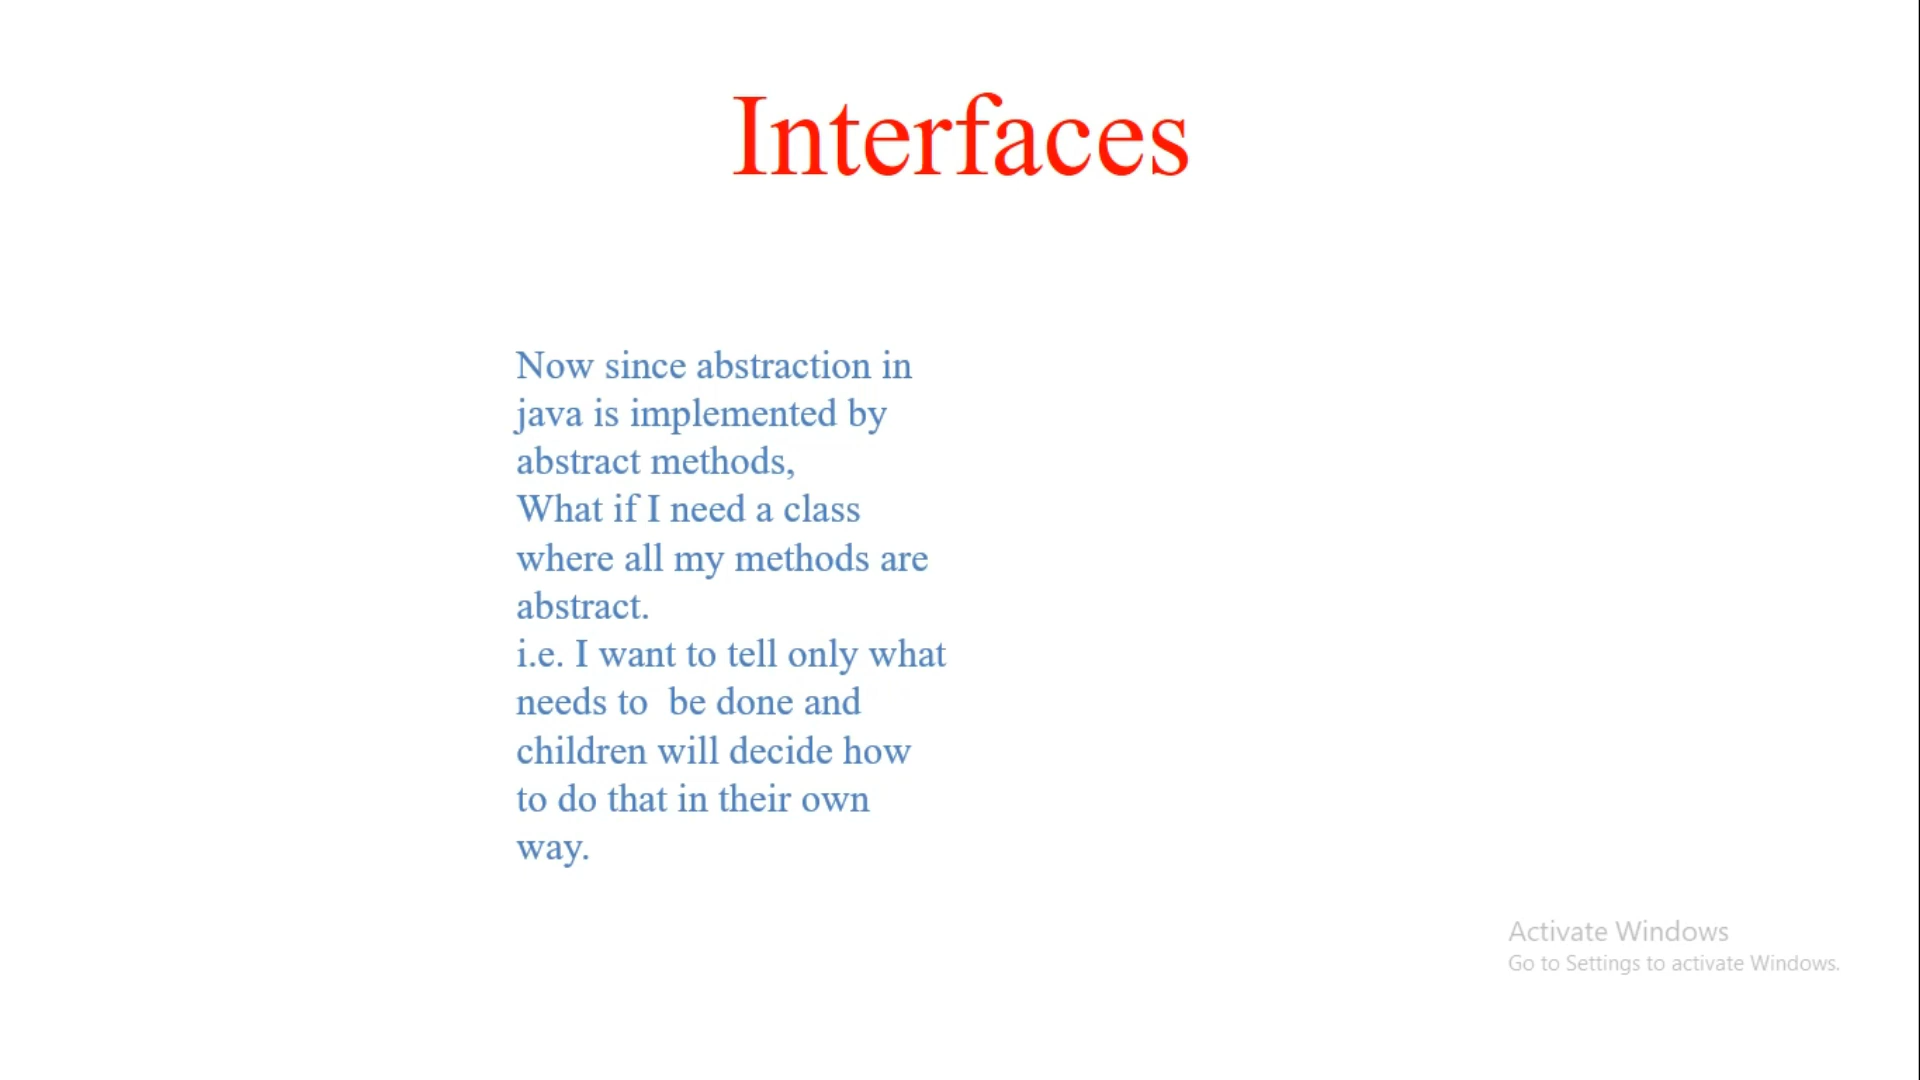 Interfaces
Now since abstraction in
java is implemented by
abstract methods,
What if I need a class
where all my methods are
abstract.
i.e. I want to tell only what
needs to  be done and
children will decide how
to do that in their own
way.
Activate Windows
Go to Settings to activate Windows.